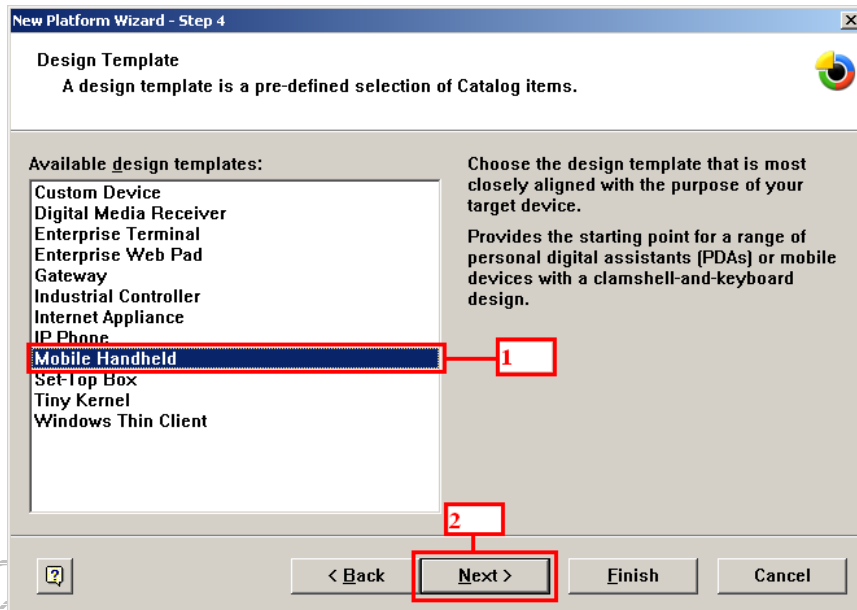 New Platform Wizard - Step 4
Design Template
A design template is a pre-defined selection of Catalog items.
Available design templates:
Custom Device
Digital Media Receiver
Enterprise Terminal
Enterprise Web Pad
Gateway
Industrial Controller
Internet Appliance
IP Phone
Mobile Handheld
Set-Top Box
Tiny Kernel
Windows Thin Client
Choose the design template that is most
closely aligned with the purpose of your
target device.
Provides the starting point for a range of
personal digital assistants (PDAs) or mobile
devices with a clamshell-and-keyboard
design.
1
2
< Back
Next >
Finish
Cancel